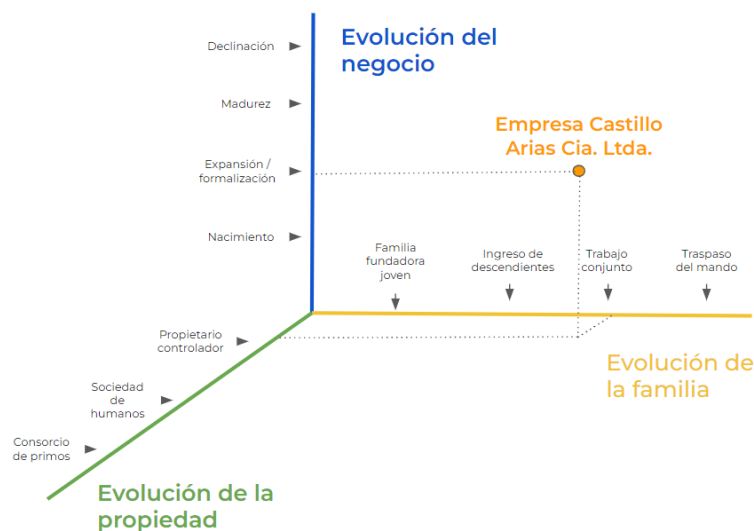 Evolución del
negocio
Declinación
Madurez
Expansión /
formalización
Nacimiento
Empresa Castillo
Arias Cia. Ltda.
Familia
fundadora
joven
Ingreso de
descendientes
Trabajo
conjunto
Traspaso
del mando
Evolución de
la familia
Propietario
controlador
Sociedad
de
humanos
Consorcio
de primos
Evolución de la
propiedad